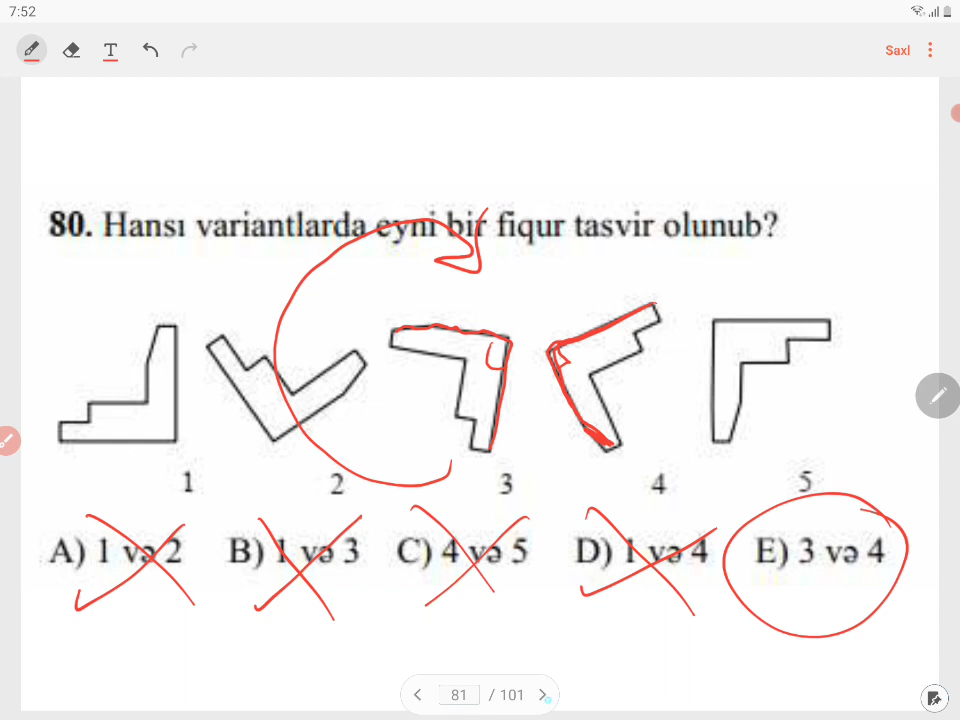 7:52
T
Saxl
80. Hansı variantlarda eyni bir fiqur tasvir olunub?
1 2 3 4 5
A) 1 və 2 B) 1 və 3 C) 4 və 5 D) 1 və 4 E) 3 və 4
81 / 101